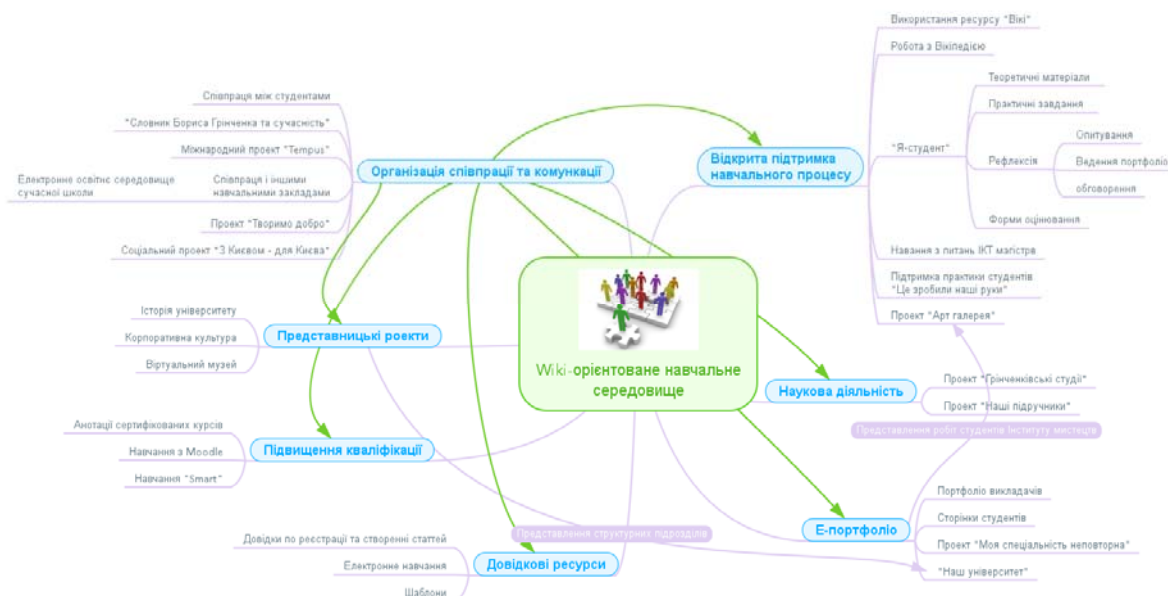 Використання ресурсу "Вікі"
Робота з Вікіпедією
Теоретичні матеріали
Практичні завдання
"Я-студент"
Рефлексія
Опитування
Ведення портфоліо
обговорення
Форми оцінювання
Навання з питань ІКТ магістрв
Підтримка практики студентів
"Це зробили наші руки"
Проект "Арт галерея"
Відкрита підтримка
навчального процесу
Співпраця між студентами
"Словник Бориса Грінченка та сучасність"
Міжнародний проект "Tempus"
Організація співпраці та комункації
Електронне освітнє середовище
сучасної школи
Співпраця і іншими
навчальними закладами
Проект "Творимо добро"
Соціальний проект "З Києвом - для Києва"
Історія університету
Корпоративна культура
Віртуальний музей
Представницькі роекти
Wiki-орієнтоване навчальне
середовище
Наукова діяльність
Проект "Грінченківські студії"
Проект "Наші підручники"
Представлення робіт студентів Інституту мистецтв
Анотації сертифікованих курсів
Навчання з Moodle
Навчання "Smart"
Підвищення кваліфікації
Портфоліо викладачів
Сторінки студентів
Проект "Моя спеціальність неповторна"
"Наш університет"
Е-портфоліо
Представлення структурних підрозділів
Довідки по реєстрації та створенні статтей
Електронне навчання
Шаблони
Довідкові ресурси